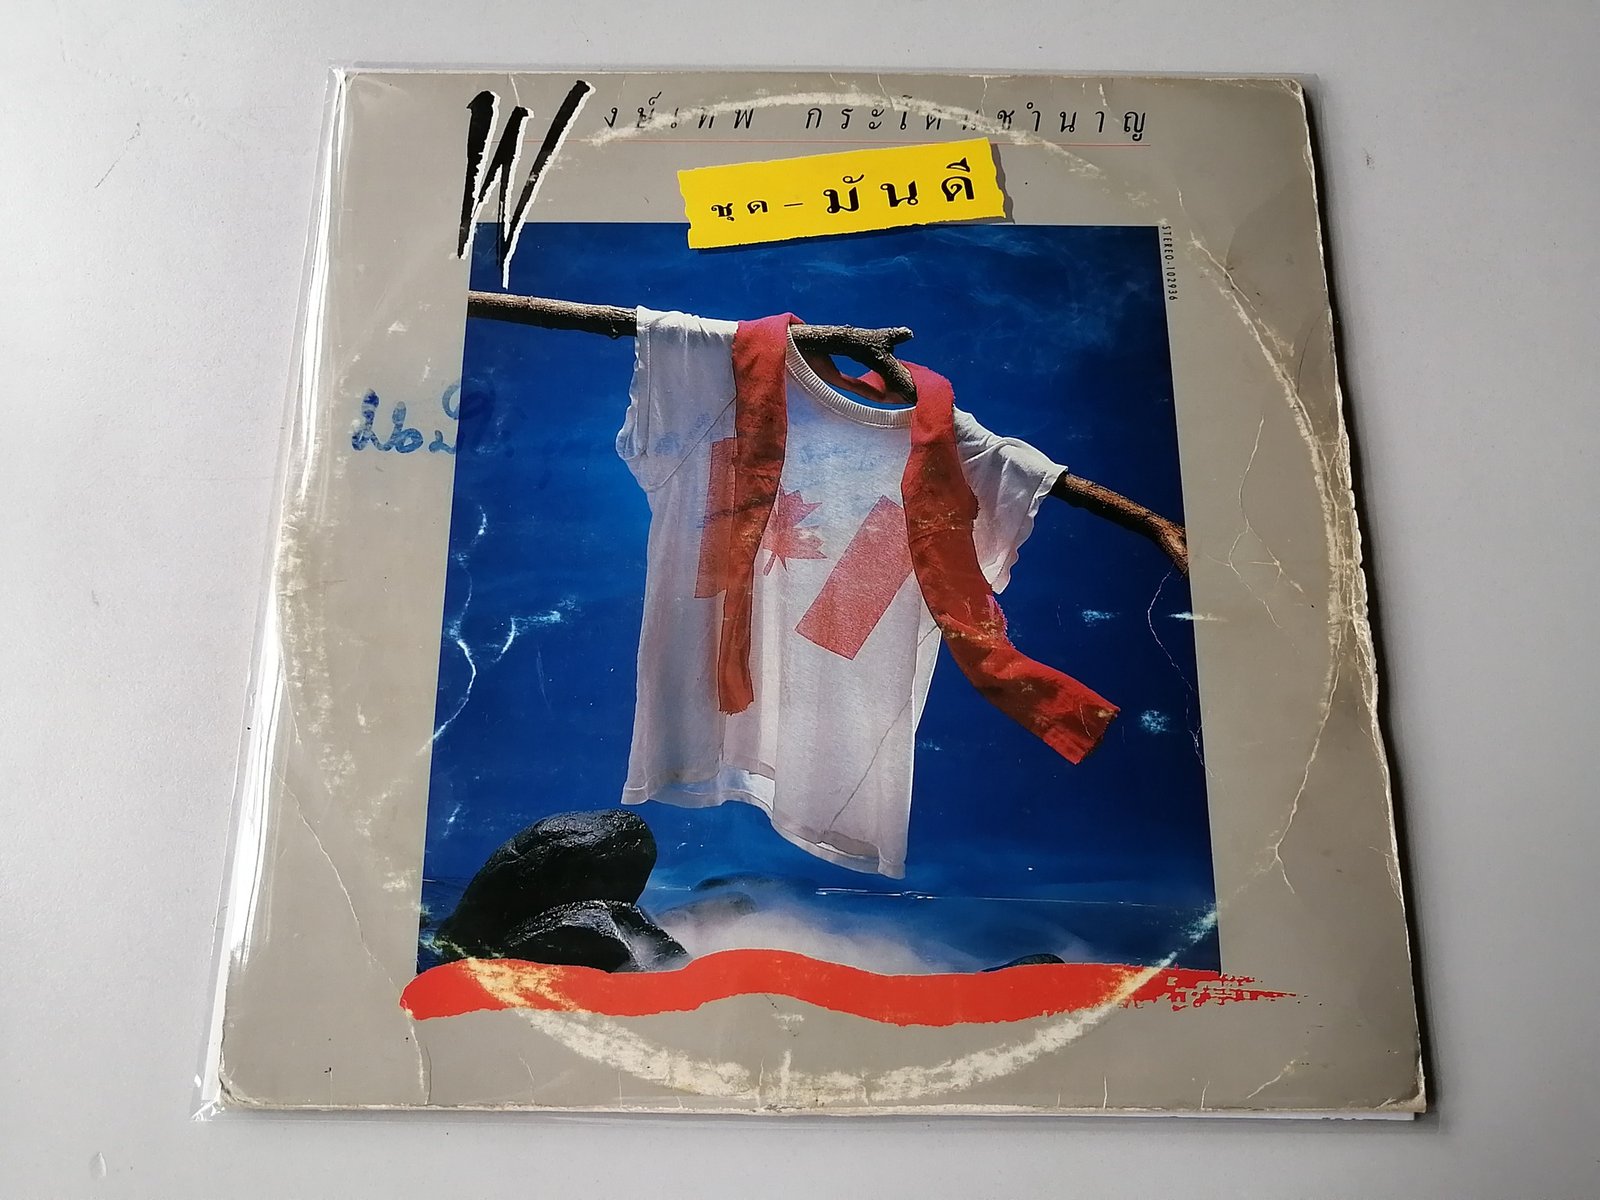 พงษ์เทพ กระโดนชำนาญ
ชุด - มันดี
STEREO · 102936